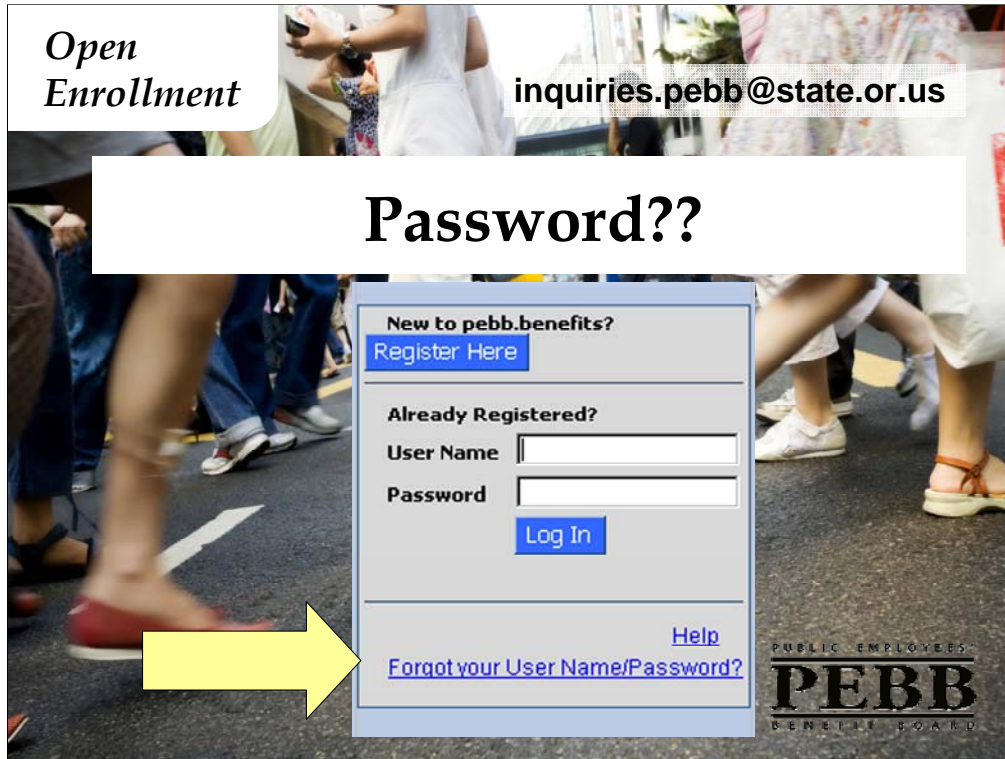 Open
Enrollment
inquiries.pebb@state.or.us
Password??
New to pebb.benefits?
Register Here
Already Registered?
User Name
Password
Log In
Help
Forgot your User Name/Password?
PUBLIC EMPLOYEES'
PEBB
BENEFIT BOARD